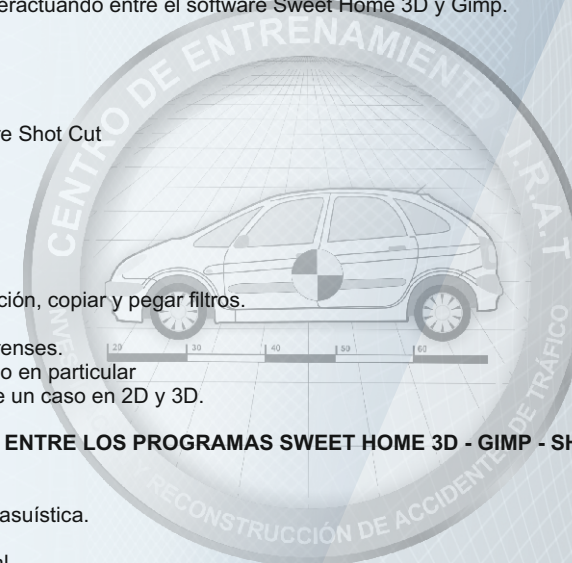 eractuando entre el software Sweet Home 3D y Gimp.
e Shot Cut
ción, copiar y pegar filtros.
renses.
o en particular
e un caso en 2D y 3D.
ENTRE LOS PROGRAMAS SWEET HOME 3D - GIMP - SH
asuística.
CENTRO DE ENTRENAMIENTO I.R.A.T
RECONSTRUCCIÓN DE ACCIDENTES DE TRÁFICO
20 30 40 50 60